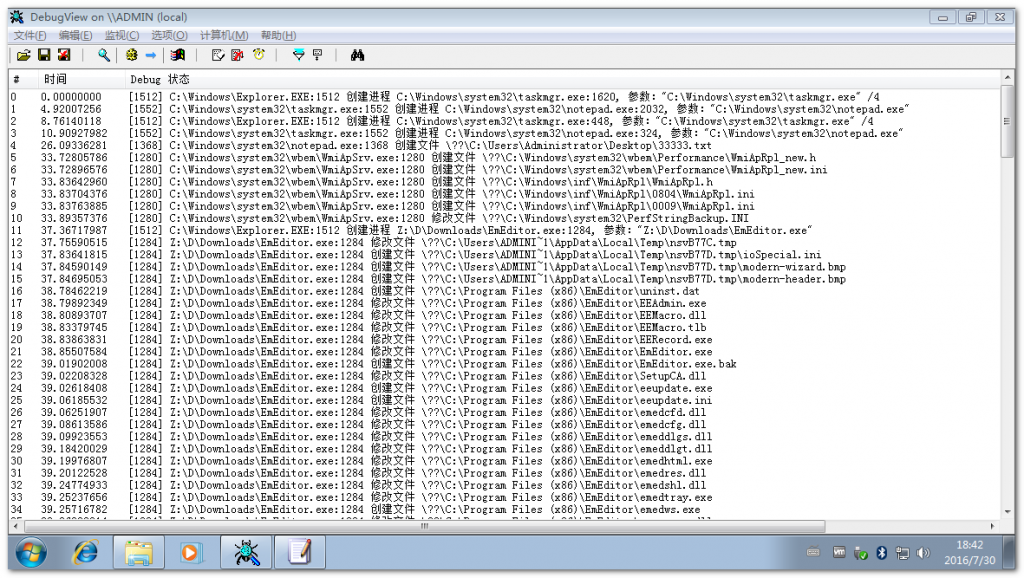 DebugView on \\ADMIN (local)
文件(F) 编辑(E) 监视(C) 选项(O) 计算机(M) 帮助(H)
# 时间 Debug 状态
0 0.00000000 [1512] C:\Windows\Explorer.EXE:1512 创建进程 C:\Windows\system32\taskmgr.exe:1620, 参数: "C:\Windows\system32\taskmgr.exe" /4
1 4.92007256 [1552] C:\Windows\system32\taskmgr.exe:1552 创建进程 C:\Windows\system32\notepad.exe:2032, 参数: "C:\Windows\system32\notepad.exe"
2 8.76140118 [1512] C:\Windows\Explorer.EXE:1512 创建进程 C:\Windows\system32\taskmgr.exe:448, 参数: "C:\Windows\system32\taskmgr.exe" /4
3 10.90927982 [1552] C:\Windows\system32\taskmgr.exe:1552 创建进程 C:\Windows\system32\notepad.exe:324, 参数: "C:\Windows\system32\notepad.exe"
4 26.09336281 [1368] C:\Windows\system32\notepad.exe:1368 创建文件 \??\C:\Users\Administrator\Desktop\33333.txt
5 33.72805786 [1280] C:\Windows\system32\wbem\WmiApSrv.exe:1280 创建文件 \??\C:\Windows\system32\wbem\Performance\WmiApRpl_new.h
6 33.72896576 [1280] C:\Windows\system32\wbem\WmiApSrv.exe:1280 创建文件 \??\C:\Windows\system32\wbem\Performance\WmiApRpl_new.ini
7 33.83642960 [1280] C:\Windows\system32\wbem\WmiApSrv.exe:1280 创建文件 \??\C:\Windows\inf\WmiApRpl\WmiApRpl.h
8 33.83704376 [1280] C:\Windows\system32\wbem\WmiApSrv.exe:1280 创建文件 \??\C:\Windows\inf\WmiApRpl\0804\WmiApRpl.ini
9 33.83763885 [1280] C:\Windows\system32\wbem\WmiApSrv.exe:1280 创建文件 \??\C:\Windows\inf\WmiApRpl\0009\WmiApRpl.ini
10 33.89357376 [1280] C:\Windows\system32\wbem\WmiApSrv.exe:1280 修改文件 \??\C:\Windows\system32\PerfStringBackup.INI
11 37.36717987 [1512] C:\Windows\Explorer.EXE:1512 创建进程 Z:\D\Downloads\EmEditor.exe:1284, 参数: "Z:\D\Downloads\EmEditor.exe"
12 37.75590515 [1284] Z:\D\Downloads\EmEditor.exe:1284 修改文件 \??\C:\Users\ADMINI~1\AppData\Local\Temp\nsvB77C.tmp
13 37.83641815 [1284] Z:\D\Downloads\EmEditor.exe:1284 创建文件 \??\C:\Users\ADMINI~1\AppData\Local\Temp\nsvB77D.tmp\ioSpecial.ini
14 37.84590149 [1284] Z:\D\Downloads\EmEditor.exe:1284 创建文件 \??\C:\Users\ADMINI~1\AppData\Local\Temp\nsvB77D.tmp\modern-wizard.bmp
15 37.84695053 [1284] Z:\D\Downloads\EmEditor.exe:1284 创建文件 \??\C:\Users\ADMINI~1\AppData\Local\Temp\nsvB77D.tmp\modern-header.bmp
16 38.78462219 [1284] Z:\D\Downloads\EmEditor.exe:1284 创建文件 \??\C:\Program Files (x86)\EmEditor\uninst.dat
17 38.79892349 [1284] Z:\D\Downloads\EmEditor.exe:1284 修改文件 \??\C:\Program Files (x86)\EmEditor\EEAdmin.exe
18 38.80893707 [1284] Z:\D\Downloads\EmEditor.exe:1284 修改文件 \??\C:\Program Files (x86)\EmEditor\EEMacro.dll
19 38.83379745 [1284] Z:\D\Downloads\EmEditor.exe:1284 修改文件 \??\C:\Program Files (x86)\EmEditor\EEMacro.tlb
20 38.83863831 [1284] Z:\D\Downloads\EmEditor.exe:1284 修改文件 \??\C:\Program Files (x86)\EmEditor\EERecord.exe
21 38.85507584 [1284] Z:\D\Downloads\EmEditor.exe:1284 修改文件 \??\C:\Program Files (x86)\EmEditor\EmEditor.exe
22 39.01902008 [1284] Z:\D\Downloads\EmEditor.exe:1284 创建文件 \??\C:\Program Files (x86)\EmEditor\EmEditor.exe.bak
23 39.02208328 [1284] Z:\D\Downloads\EmEditor.exe:1284 修改文件 \??\C:\Program Files (x86)\EmEditor\SetupCA.dll
24 39.02618408 [1284] Z:\D\Downloads\EmEditor.exe:1284 修改文件 \??\C:\Program Files (x86)\EmEditor\eeupdate.exe
25 39.06185532 [1284] Z:\D\Downloads\EmEditor.exe:1284 创建文件 \??\C:\Program Files (x86)\EmEditor\eeupdate.ini
26 39.06251907 [1284] Z:\D\Downloads\EmEditor.exe:1284 修改文件 \??\C:\Program Files (x86)\EmEditor\emedcfd.dll
27 39.08613586 [1284] Z:\D\Downloads\EmEditor.exe:1284 修改文件 \??\C:\Program Files (x86)\EmEditor\emedcfg.dll
28 39.09923553 [1284] Z:\D\Downloads\EmEditor.exe:1284 修改文件 \??\C:\Program Files (x86)\EmEditor\emeddlgs.dll
29 39.18420029 [1284] Z:\D\Downloads\EmEditor.exe:1284 修改文件 \??\C:\Program Files (x86)\EmEditor\emeddlgt.dll
30 39.19976807 [1284] Z:\D\Downloads\EmEditor.exe:1284 修改文件 \??\C:\Program Files (x86)\EmEditor\emedhtml.exe
31 39.20122528 [1284] Z:\D\Downloads\EmEditor.exe:1284 修改文件 \??\C:\Program Files (x86)\EmEditor\emedres.dll
32 39.24774933 [1284] Z:\D\Downloads\EmEditor.exe:1284 修改文件 \??\C:\Program Files (x86)\EmEditor\emedshl.dll
33 39.25237656 [1284] Z:\D\Downloads\EmEditor.exe:1284 修改文件 \??\C:\Program Files (x86)\EmEditor\emedtray.exe
34 39.25716782 [1284] Z:\D\Downloads\EmEditor.exe:1284 修改文件 \??\C:\Program Files (x86)\EmEditor\emedws.exe
18:42
2016/7/30